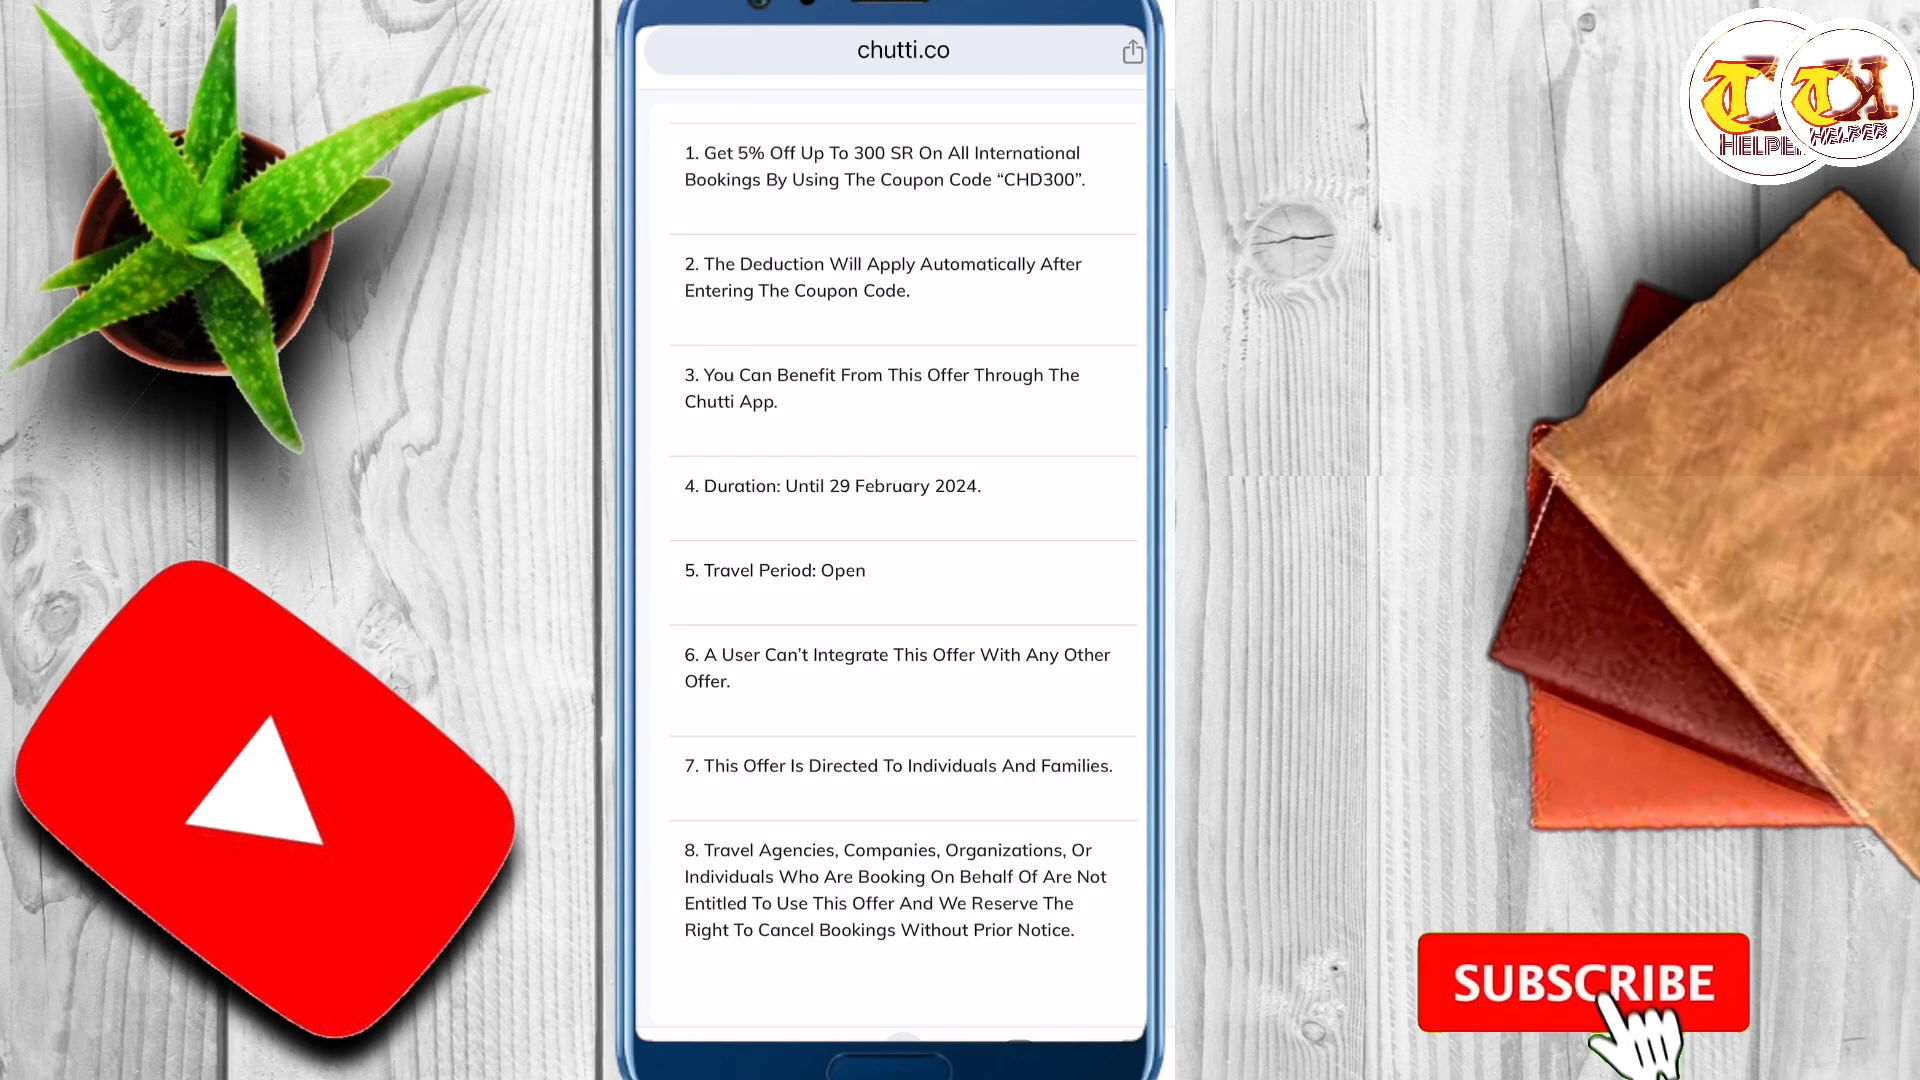 chutti.co
1. Get 5% Off Up To 300 SR On All International
Bookings By Using The Coupon Code “CHD300”.
2. The Deduction Will Apply Automatically After
Entering The Coupon Code.
3. You Can Benefit From This Offer Through The
Chutti App.
4. Duration: Until 29 February 2024.
5. Travel Period: Open
6. A User Can’t Integrate This Offer With Any Other
Offer.
7. This Offer Is Directed To Individuals And Families.
8. Travel Agencies, Companies, Organizations, Or
Individuals Who Are Booking On Behalf Of Are Not
Entitled To Use This Offer And We Reserve The
Right To Cancel Bookings Without Prior Notice.
HELPER
SUBSCRIBE